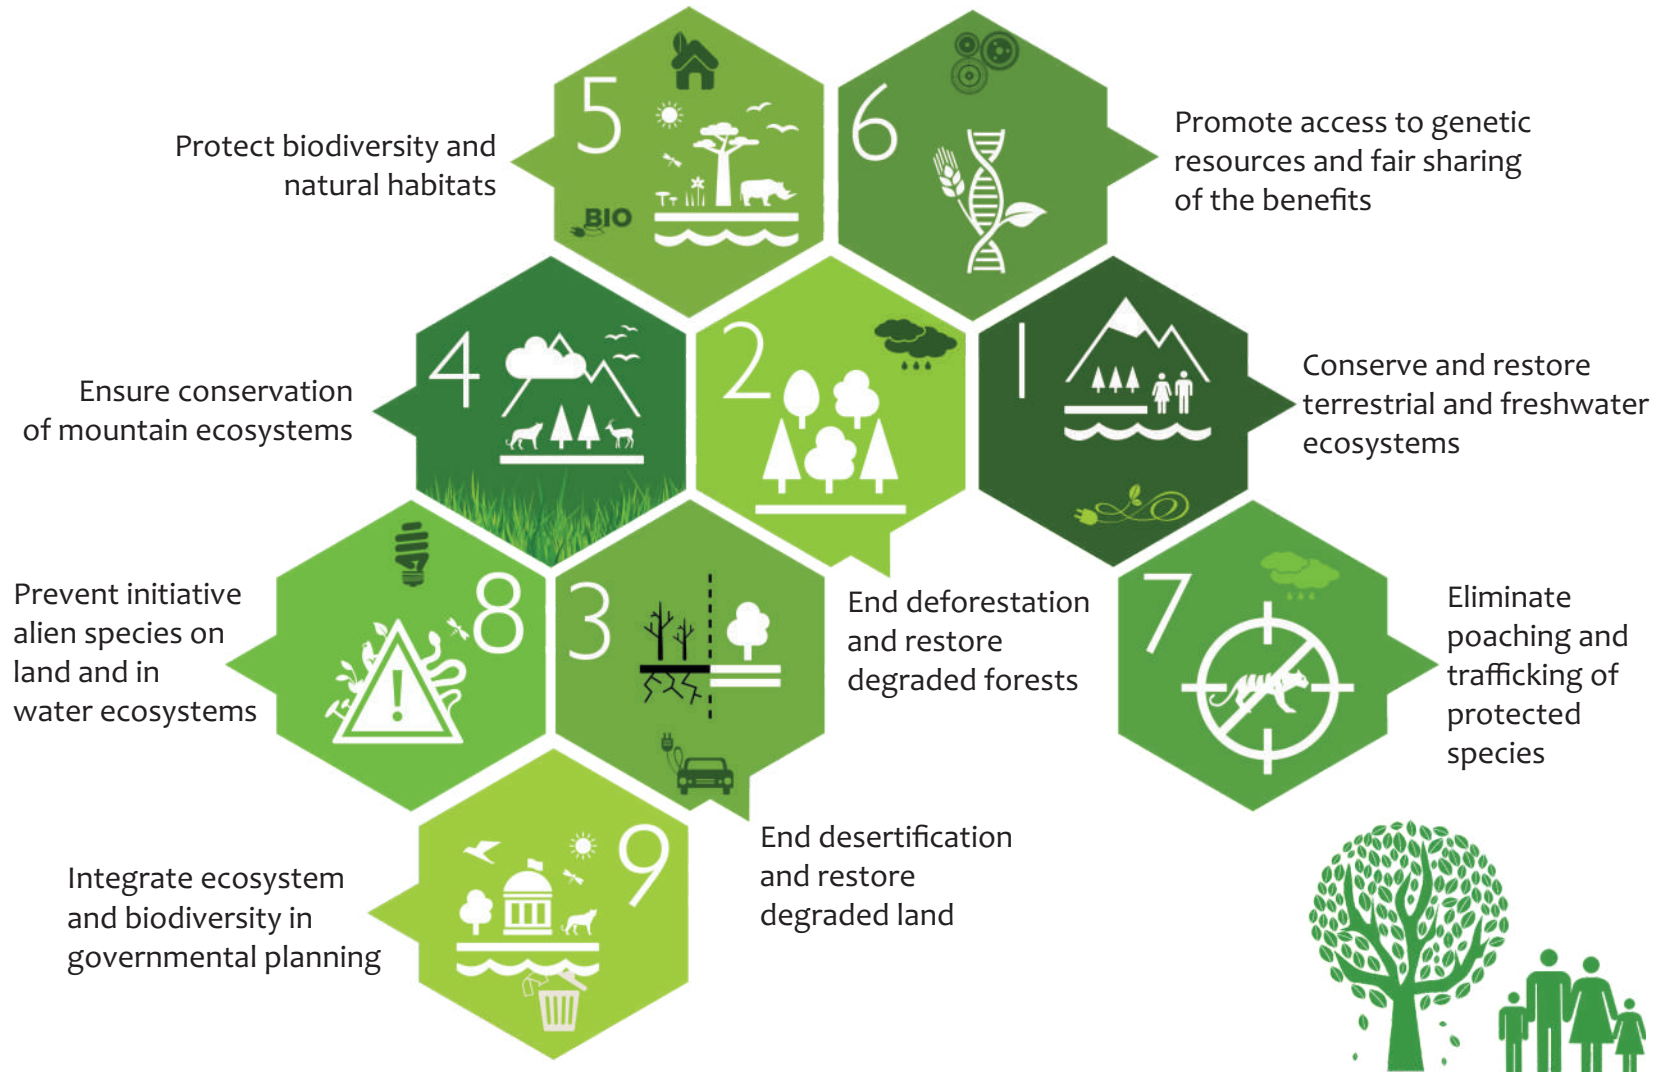 5
Protect biodiversity and
natural habitats
BIO
6
Promote access to genetic
resources and fair sharing
of the benefits
4
Ensure conservation
of mountain ecosystems
2
End deforestation
and restore
degraded forests
1
Conserve and restore
terrestrial and freshwater
ecosystems
8
Prevent initiative
alien species on
land and in
water ecosystems
!
3
End desertification
and restore
degraded land
7
Eliminate
poaching and
trafficking of
protected
species
9
Integrate ecosystem
and biodiversity in
governmental planning